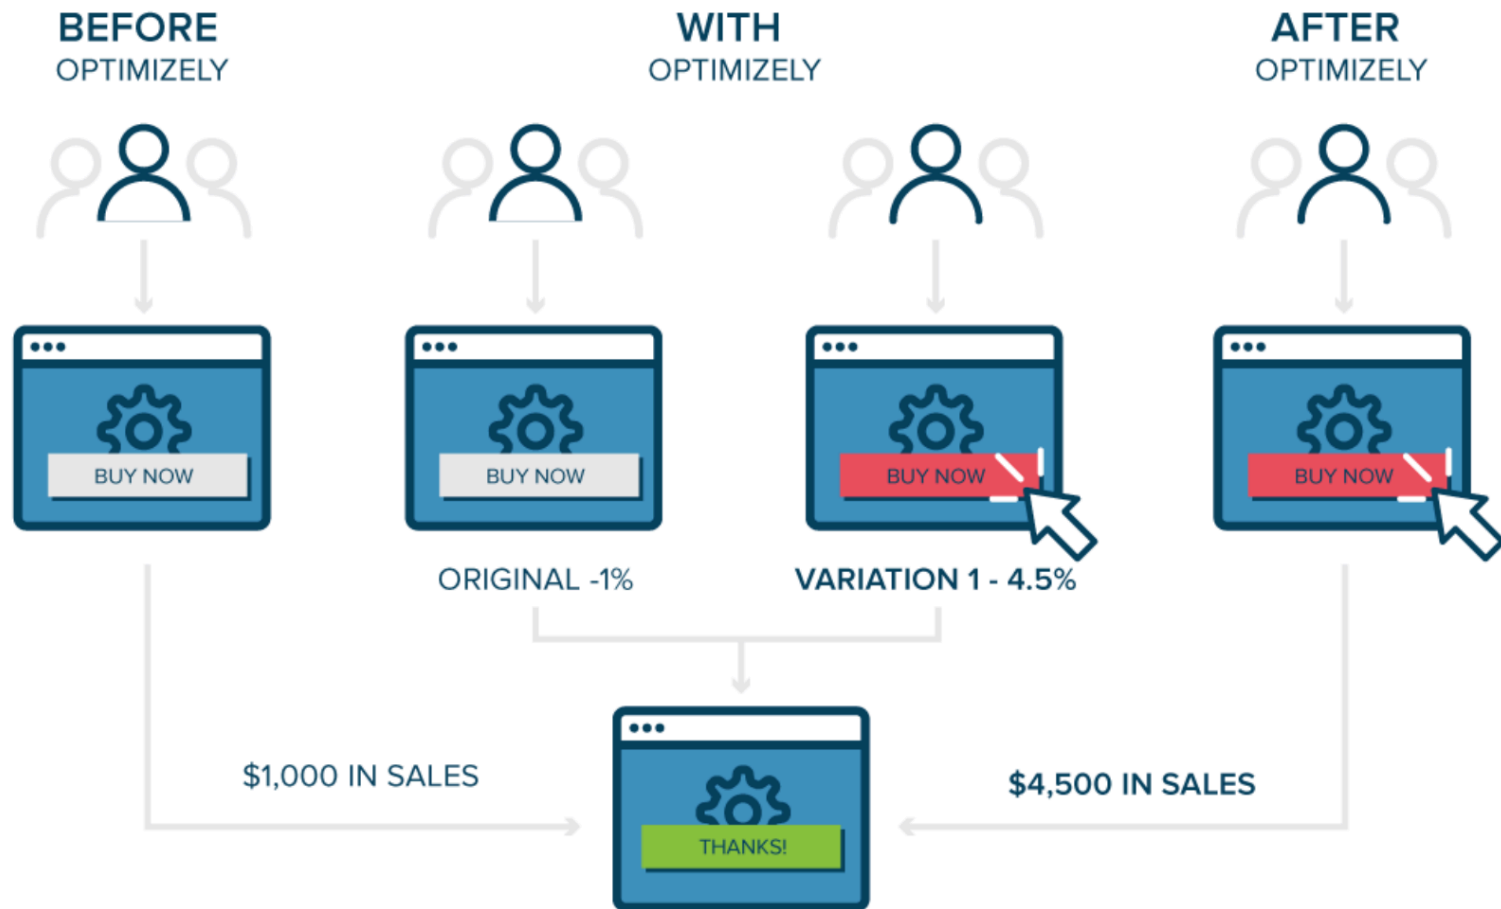 BEFORE
OPTIMIZELY
WITH
OPTIMIZELY
AFTER
OPTIMIZELY
BUY NOW
BUY NOW
BUY NOW
BUY NOW
ORIGINAL -1%
VARIATION 1 - 4.5%
$1,000 IN SALES
$4,500 IN SALES
THANKS!